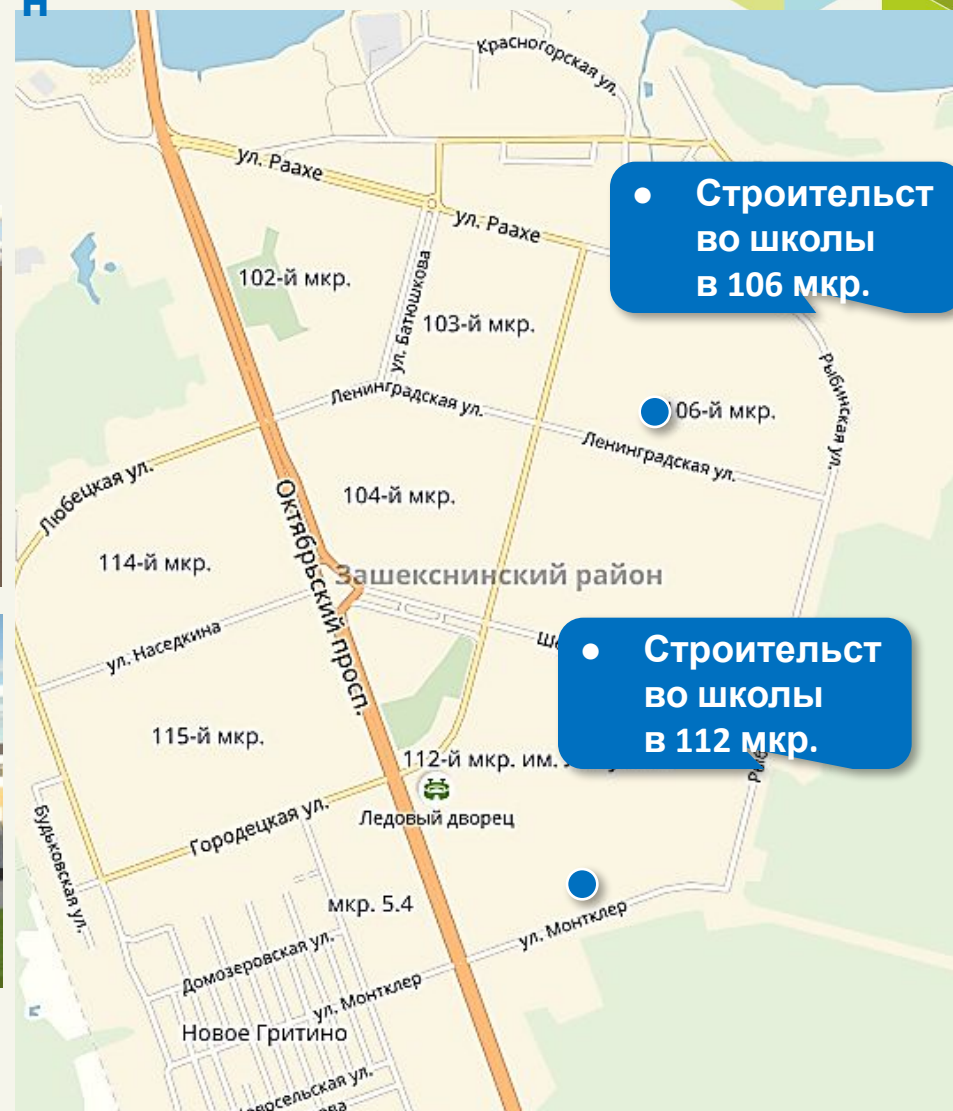 Н
Красногорская ул.
ул. Раахе
ул. Раахе
Строительст
во школы
в 106 мкр.
102-й мкр.
ул. Батюшкова
103-й мкр.
Рыбинская ул.
Ленинградская ул.
06-й мкр.
Ленинградская ул.
Любецкая ул.
Октябрьский просп.
104-й мкр.
114-й мкр.
Зашекснинский район
ул. Наседкина
Строительст
во школы
в 112 мкр.
115-й мкр.
112-й мкр. им.
Ледовый дворец
Городецкая ул.
Будьковская ул.
мкр. 5.4
ул. Монтклер
Домозеровская ул.
ул. Монтклер
Новое Гритино